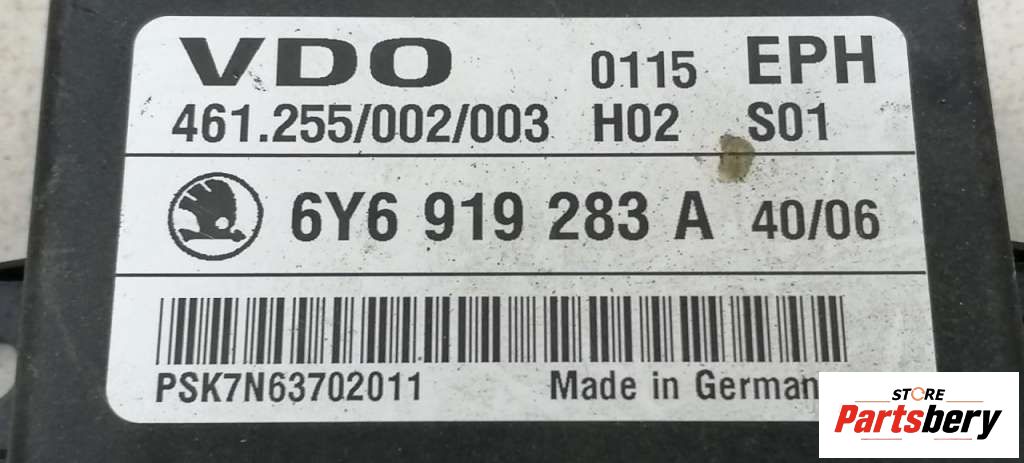 VDO 0115 EPH
461.255/002/003 H02 S01
6Y6 919 283 A 40/06
PSK7N63702011 Made in German
STORE
Partsbery